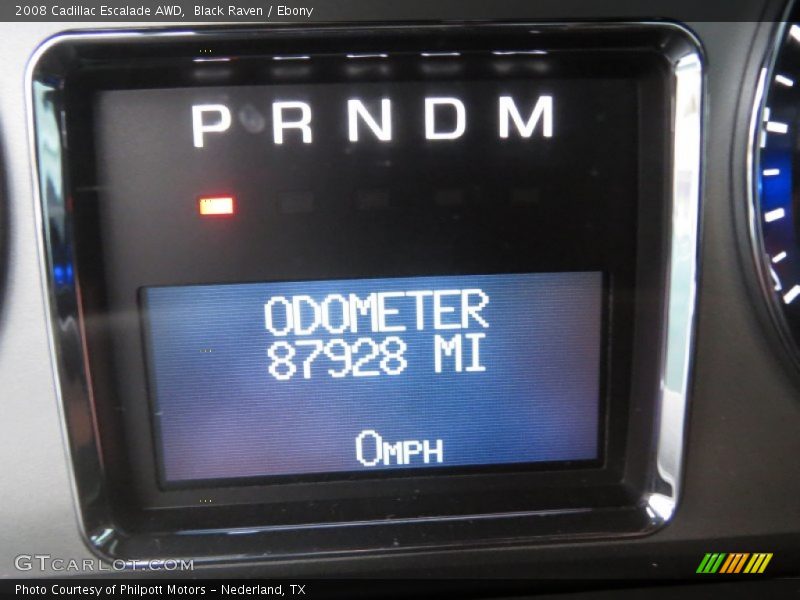 2008 Cadillac Escalade AWD, Black Raven / Ebony
P R N D M
ODOMETER
87928 MI
0MPH
GTCARLOT.COM
Photo Courtesy of Philpott Motors - Nederland, TX